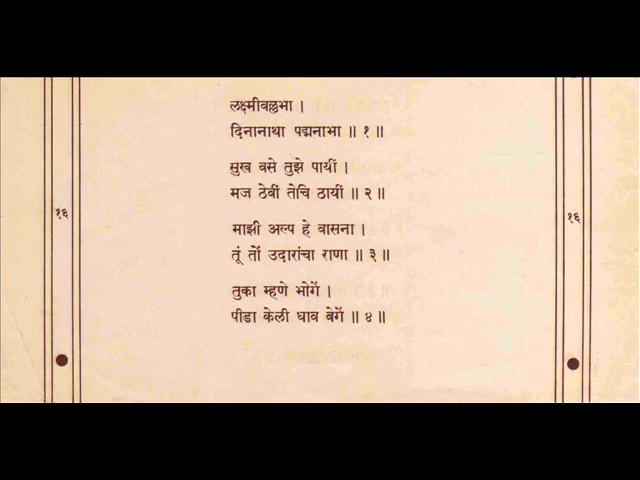 लक्ष्मीवल्लभा ।
दिनानाथा पद्मनाभा ॥ १ ॥
सुख वसे तुझे पायीं ।
मज ठेवीं तेचि ठायीं ॥ २ ॥
१६
१६
माझी अल्प हे वासना ।
तूं तों उदारांचा राणा ॥ ३ ॥
तुका म्हणे भोगें ।
पीडा केली धाव वेगें ॥ ४ ॥